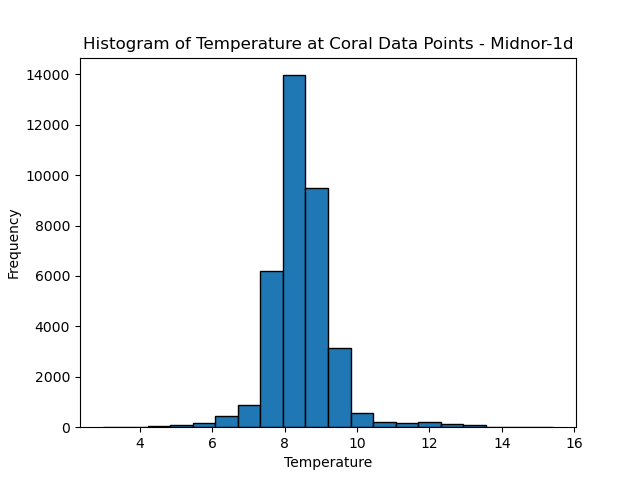 Histogram of Temperature at Coral Data Points - Midnor-1d
14000
12000
10000
8000
6000
4000
2000
0
Frequency
4 6 8 10 12 14 16
Temperature